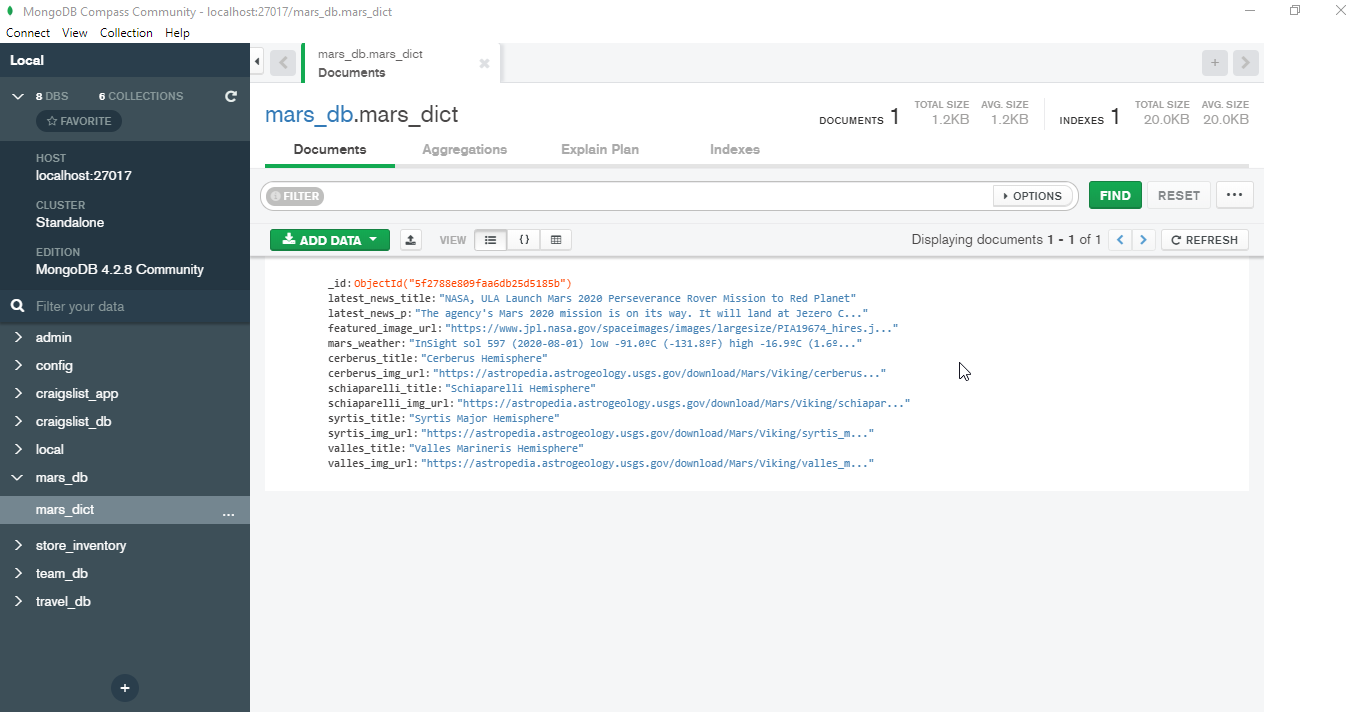 MongoDB Compass Community - localhost:27017/mars_db.mars_dict
Connect View Collection Help
Local
8 DBS 6 COLLECTIONS
FAVORITE
HOST
localhost:27017
CLUSTER
Standalone
EDITION
MongoDB 4.2.8 Community
Filter your data
admin
config
craigslist_app
craigslist_db
local
mars_db
mars_dict ...
store_inventory
team_db
travel_db
+
mars_db.mars_dict
Documents
+
mars_db.mars_dict
DOCUMENTS 1 TOTAL SIZE 1.2KB AVG. SIZE 1.2KB INDEXES 1 TOTAL SIZE 20.0KB AVG. SIZE 20.0KB
Documents Aggregations Explain Plan Indexes
FILTER OPTIONS FIND RESET ...
ADD DATA VIEW {} Displaying documents 1 - 1 of 1 < > REFRESH
_id: ObjectId("5f2788e809faa6db25d5185b")
latest_news_title: "NASA, ULA Launch Mars 2020 Perseverance Rover Mission to Red Planet"
latest_news_p: "The agency's Mars 2020 mission is on its way. It will land at Jezero C..."
featured_image_url: "https://www.jpl.nasa.gov/spaceimages/images/largesize/PIA19674_hires.j..."
mars_weather: "InSight sol 597 (2020-08-01) low -91.0ºC (-131.8ºF) high -16.9ºC (1.6º..."
cerberus_title: "Cerberus Hemisphere"
cerberus_img_url: "https://astropedia.astrogeology.usgs.gov/download/Mars/Viking/cerberus..."
schiaparelli_title: "Schiaparelli Hemisphere"
schiaparelli_img_url: "https://astropedia.astrogeology.usgs.gov/download/Mars/Viking/schiapar..."
syrtis_title: "Syrtis Major Hemisphere"
syrtis_img_url: "https://astropedia.astrogeology.usgs.gov/download/Mars/Viking/syrtis_m..."
valles_title: "Valles Marineris Hemisphere"
valles_img_url: "https://astropedia.astrogeology.usgs.gov/download/Mars/Viking/valles_m..."